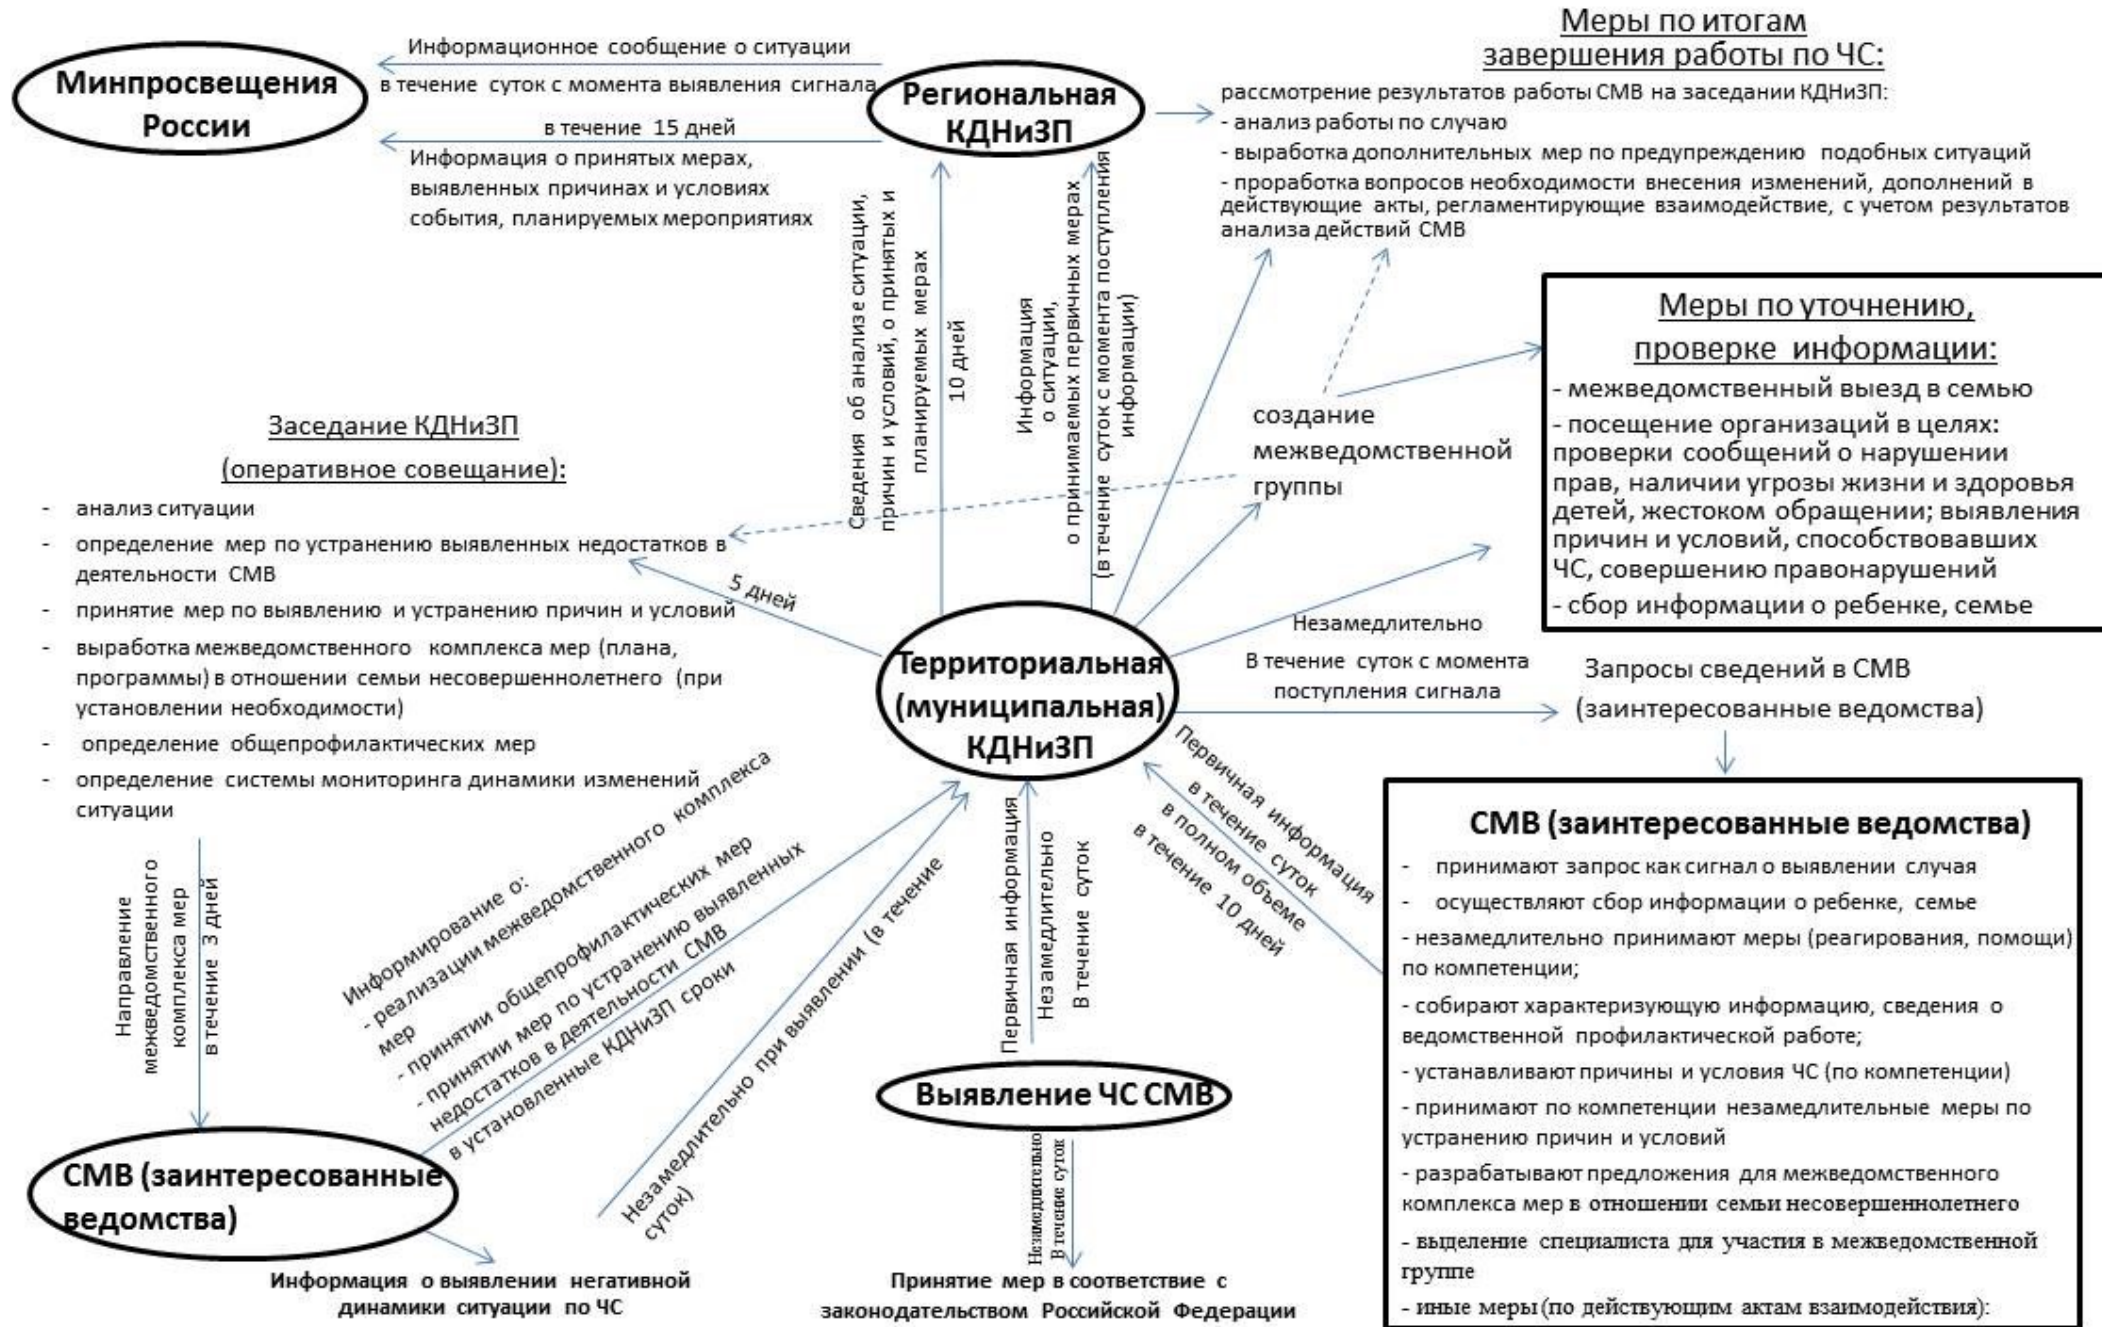 Меры по итогам
завершения работы по ЧС:
Информационное сообщение о ситуации
в течение суток с момента выявления сигнала
Минпросвещения
России
в течение 15 дней
Информация о принятых мерах,
выявленных причинах и условиях
события, планируемых мероприятиях
Региональная
КДНиЗП
рассмотрение результатов работы СМВ на заседании КДНиЗП:
- анализ работы по случаю
- выработка дополнительных мер по предупреждению подобных ситуаций
- проработка вопросов необходимости внесения изменений, дополнений в
действующие акты, регламентирующие взаимодействие, с учетом результатов
анализа действий СМВ
Сведения об анализе ситуации,
причин и условий, о принятых и
планируемых мерах
10 дней
Информация
о ситуации,
о принимаемых первичных мерах
(в течение суток с момента поступления
информации)
Меры по уточнению,
проверке информации:
- межведомственный выезд в семью
- посещение организаций в целях:
проверки сообщений о нарушении
прав, наличии угрозы жизни и здоровья
детей, жестоком обращении; выявления
причин и условий, способствовавших
ЧС, совершению правонарушений
- сбор информации о ребенке, семье
создание
межведомственной
группы
Заседание КДНиЗП
(оперативное совещание):
- анализ ситуации
- определение мер по устранению выявленных недостатков в
деятельности СМВ
- принятие мер по выявлению и устранению причин и условий
- выработка межведомственного комплекса мер (плана,
программы) в отношении семьи несовершеннолетнего (при
установлении необходимости)
- определение общепрофилактических мер
- определение системы мониторинга динамики изменений
ситуации
5 дней
Территориальная
(муниципальная)
КДНиЗП
Незамедлительно
В течение суток с момента
поступления сигнала
Запросы сведений в СМВ
(заинтересованные ведомства)
СМВ (заинтересованные ведомства)
- принимают запрос как сигнал о выявлении случая
- осуществляют сбор информации о ребенке, семье
- незамедлительно принимают меры (реагирования, помощи)
по компетенции;
- собирают характеризующую информацию, сведения о
ведомственной профилактической работе;
- устанавливают причины и условия ЧС (по компетенции)
- принимают по компетенции незамедлительные меры по
устранению причин и условий
- разрабатывают предложения для межведомственного
комплекса мер в отношении семьи несовершеннолетнего
- выделение специалиста для участия в межведомственной
группе
- иные меры (по действующим актам взаимодействия):
Первичная информация
в течение суток
в полном объеме
в течение 10 дней
Направление
межведомственного
комплекса мер
в течение 3 дней
Информирование о:
- реализации межведомственного комплекса
мер
- принятии общепрофилактических мер
- принятии мер по устранению выявленных
недостатков в деятельности СМВ
в установленные КДНиЗП сроки
Незамедлительно при выявлении (в течение
суток)
Первичная информация
Незамедлительно
В течение суток
Выявление ЧС СМВ
Незамедлительно
В течение суток
Принятие мер в соответствие с
законодательством Российской Федерации
СМВ (заинтересованные
ведомства)
Информация о выявлении негативной
динамики ситуации по ЧС